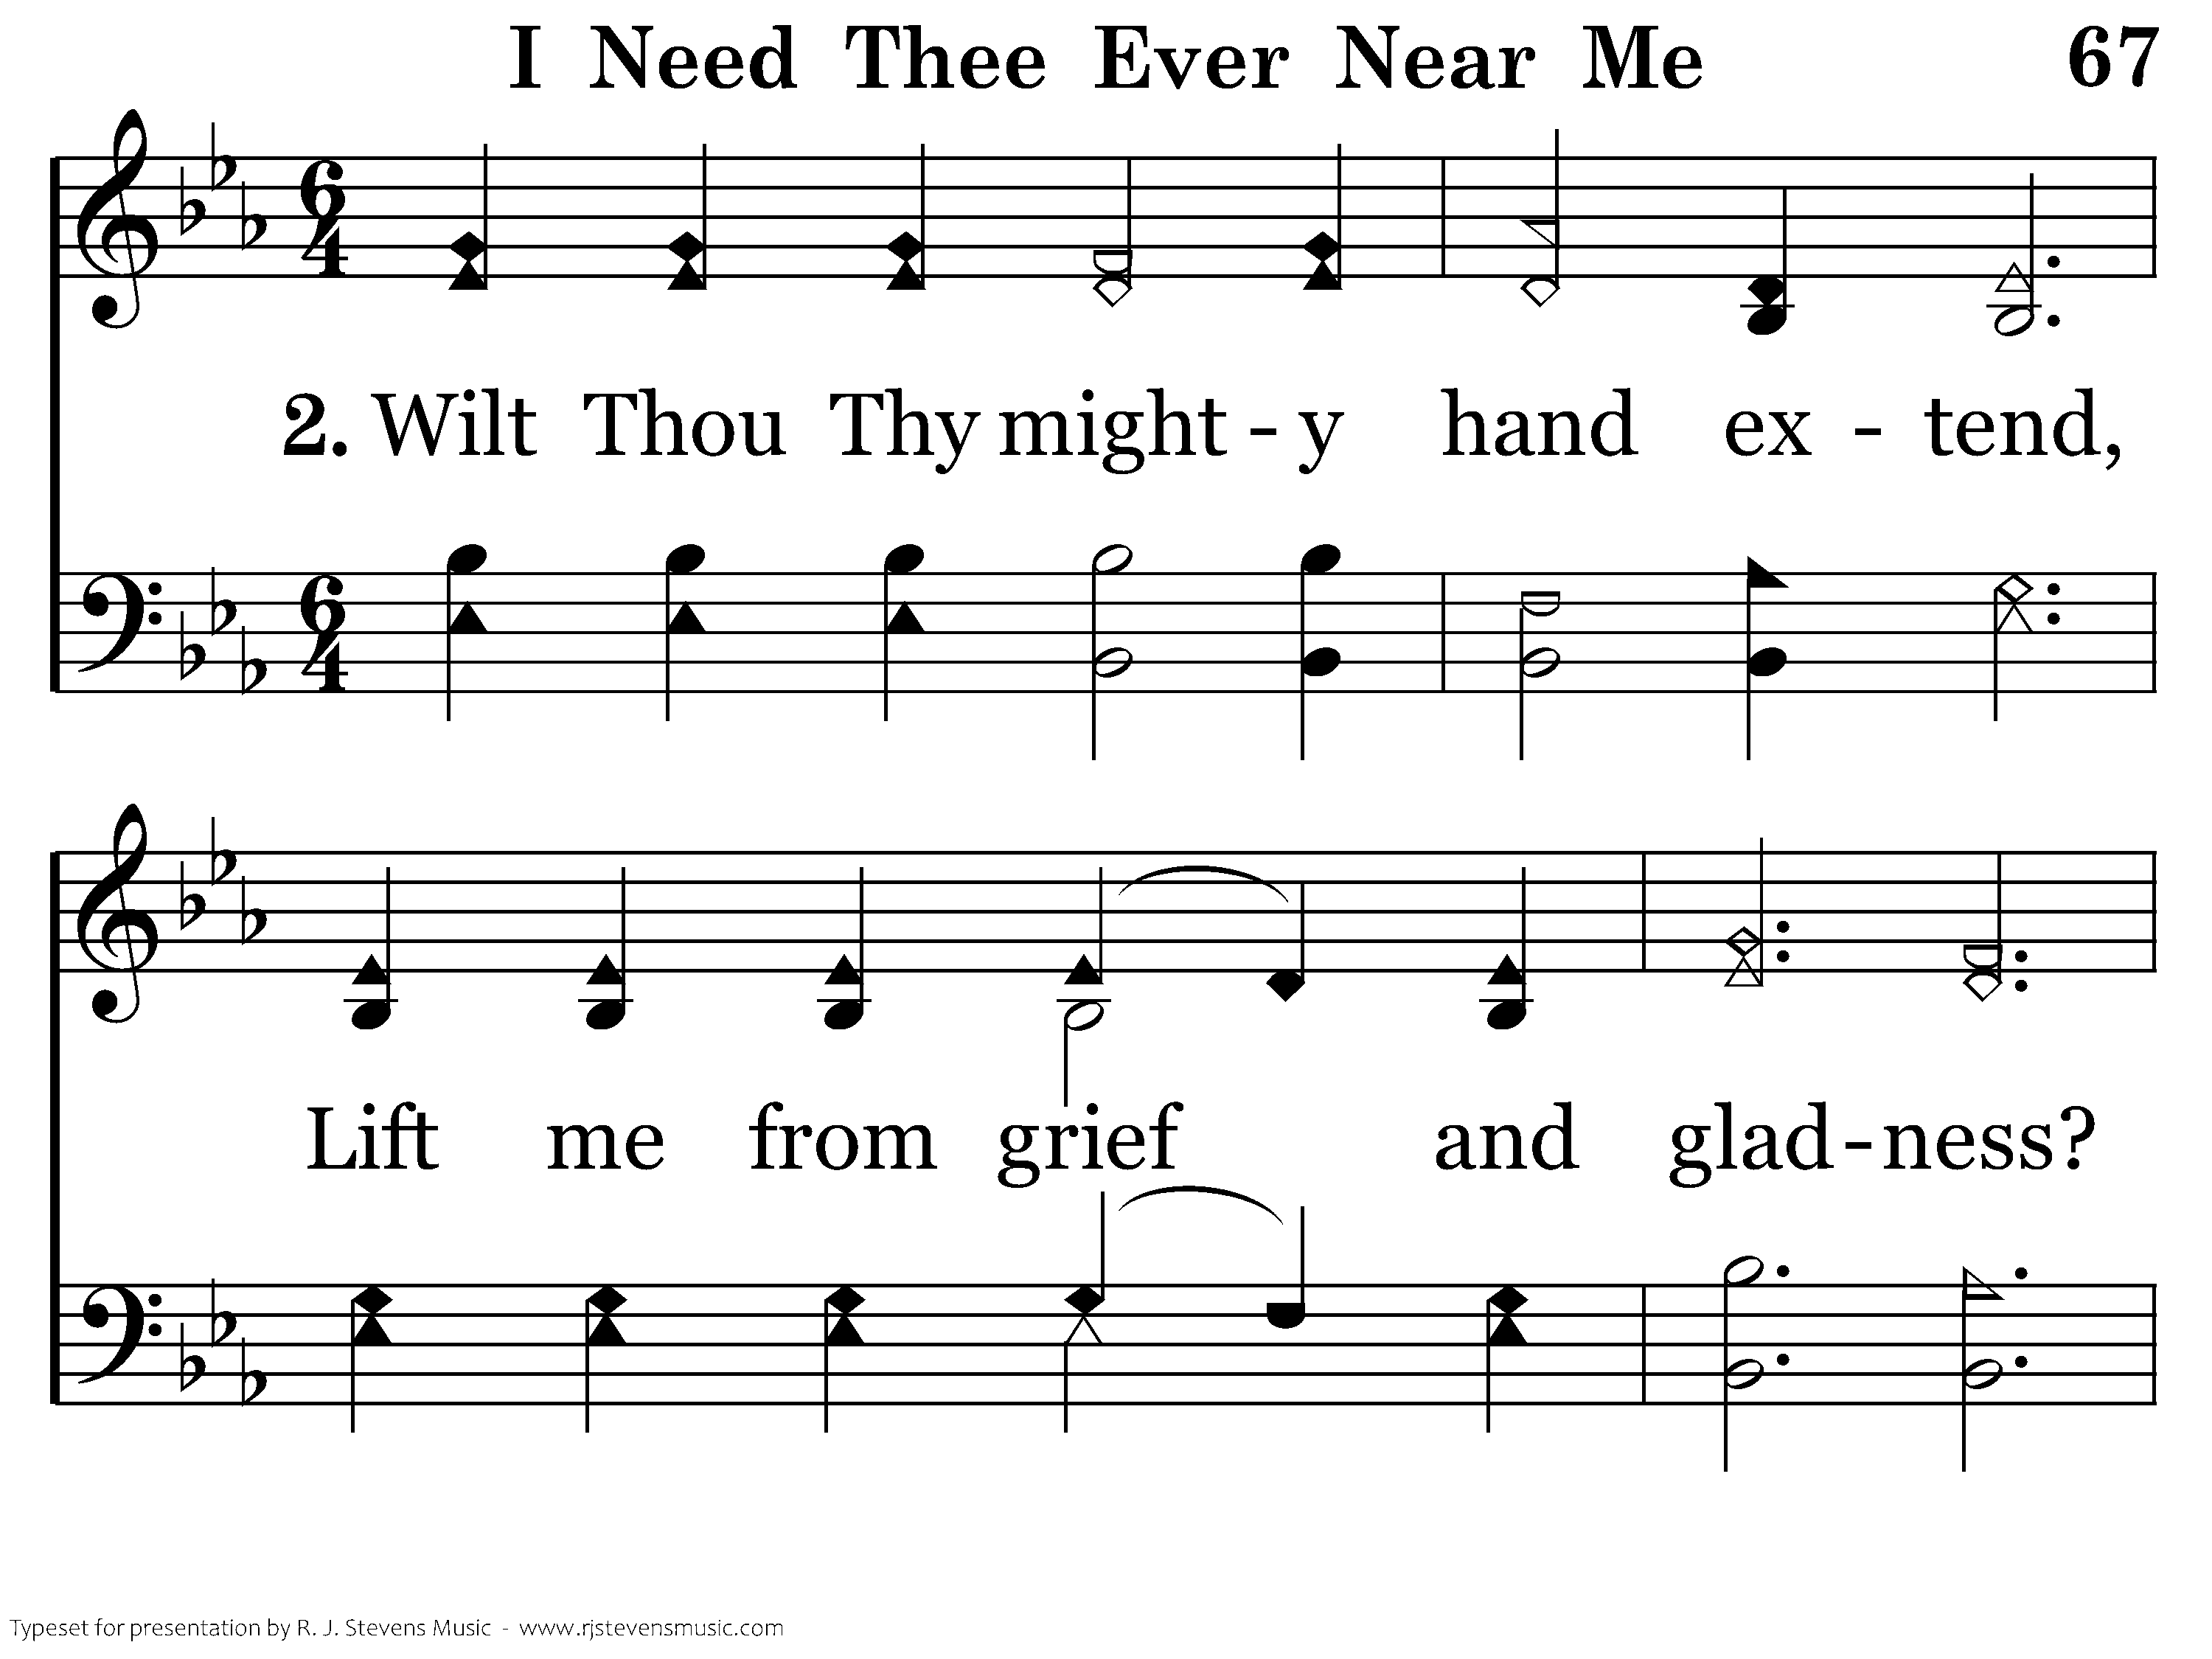 I Need Thee Ever Near Me 67
2. Wilt Thou Thy might - y hand ex - tend,
Lift me from grief and glad - ness?
Typeset for presentation by R. J. Stevens Music - www.rjstevensmusic.com